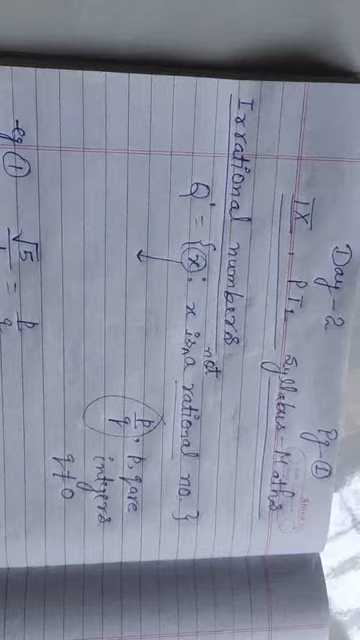 Day-2
Pg-①
IX, PT1 Syllabus - Maths
Irrational numbers
not
Q' = {x : x is a rational no.}
p/q, p, q are
integers
q≠0
eg ① √5/1 = p/q